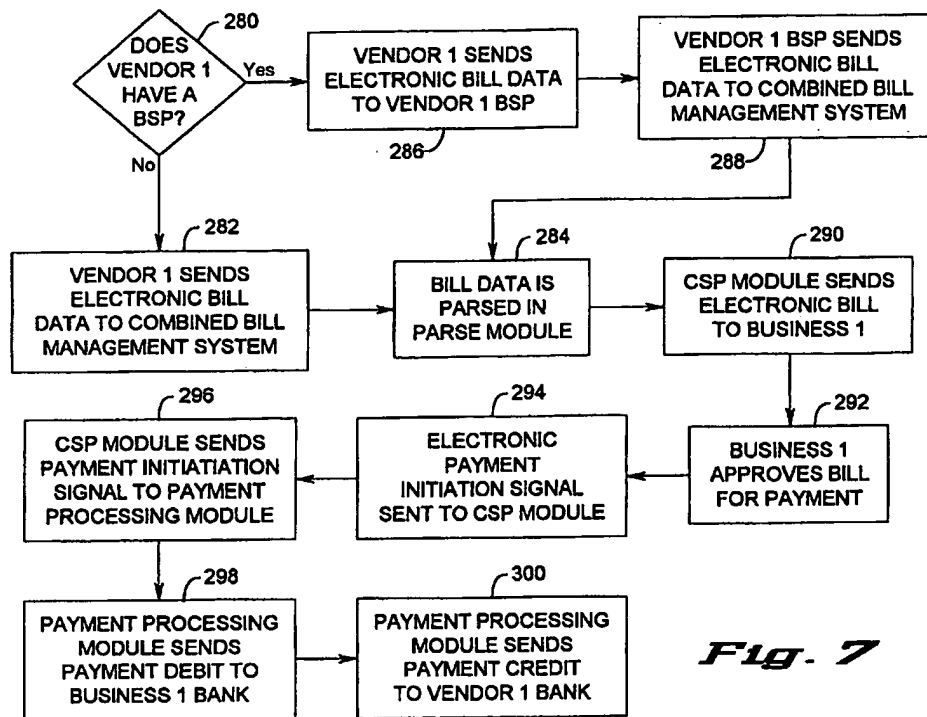 280
DOES
VENDOR 1
HAVE A
BSP?
Yes
No
VENDOR 1 SENDS
ELECTRONIC BILL DATA
TO VENDOR 1 BSP
286
VENDOR 1 BSP SENDS
ELECTRONIC BILL
DATA TO COMBINED BILL
MANAGEMENT SYSTEM
288
282
VENDOR 1 SENDS
ELECTRONIC BILL
DATA TO COMBINED BILL
MANAGEMENT SYSTEM
284
BILL DATA IS
PARSED IN
PARSE MODULE
290
CSP MODULE SENDS
ELECTRONIC BILL
TO BUSINESS 1
292
BUSINESS 1
APPROVES BILL
FOR PAYMENT
294
ELECTRONIC
PAYMENT
INITIATION SIGNAL
SENT TO CSP MODULE
296
CSP MODULE SENDS
PAYMENT INITIATIATION
SIGNAL TO PAYMENT
PROCESSING MODULE
298
PAYMENT PROCESSING
MODULE SENDS
PAYMENT DEBIT TO
BUSINESS 1 BANK
300
PAYMENT PROCESSING
MODULE SENDS
PAYMENT CREDIT
TO VENDOR 1 BANK
Fig. 7